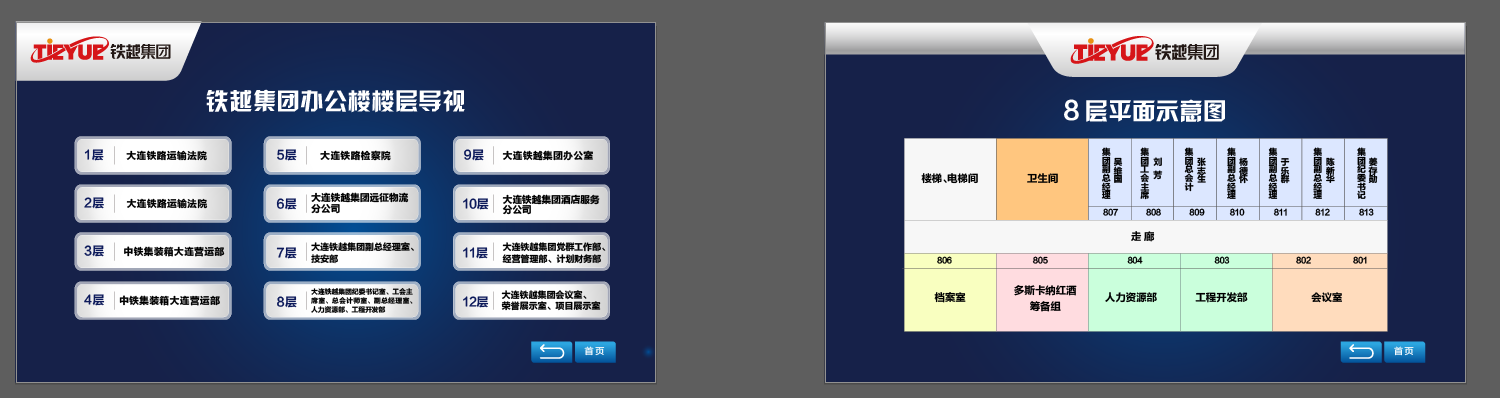 TIEYUE 铁越集团
铁越集团办公楼楼层导视
1层 大连铁路运输法院
2层 大连铁路运输法院
3层 中铁集装箱大连营运部
4层 中铁集装箱大连营运部
5层 大连铁路检察院
6层 大连铁越集团远征物流
分公司
7层 大连铁越集团副总经理室、
技安部
8层 大连铁越集团纪委书记室、工会主
席室、总会计师室、副总经理室、
人力资源部、工程开发部
9层 大连铁越集团办公室
10层 大连铁越集团酒店服务
分公司
11层 大连铁越集团党群工作部、
经营管理部、计划财务部
12层 大连铁越集团会议室、
荣誉展示室、项目展示室
首页
TIEYUE 铁越集团
8层平面示意图
楼梯、电梯间
卫生间
吴维国
集团副总经理
807
刘芳
集团工会主席
808
张志生
集团总会计
809
杨德怀
集团副总经理
810
于乐群
集团副总经理
811
陈新华
集团副总经理
812
姜存勋
集团纪委书记
813
走廊
806 805 804 803 802 801
档案室
多斯卡纳红酒
筹备组
人力资源部
工程开发部
会议室
首页